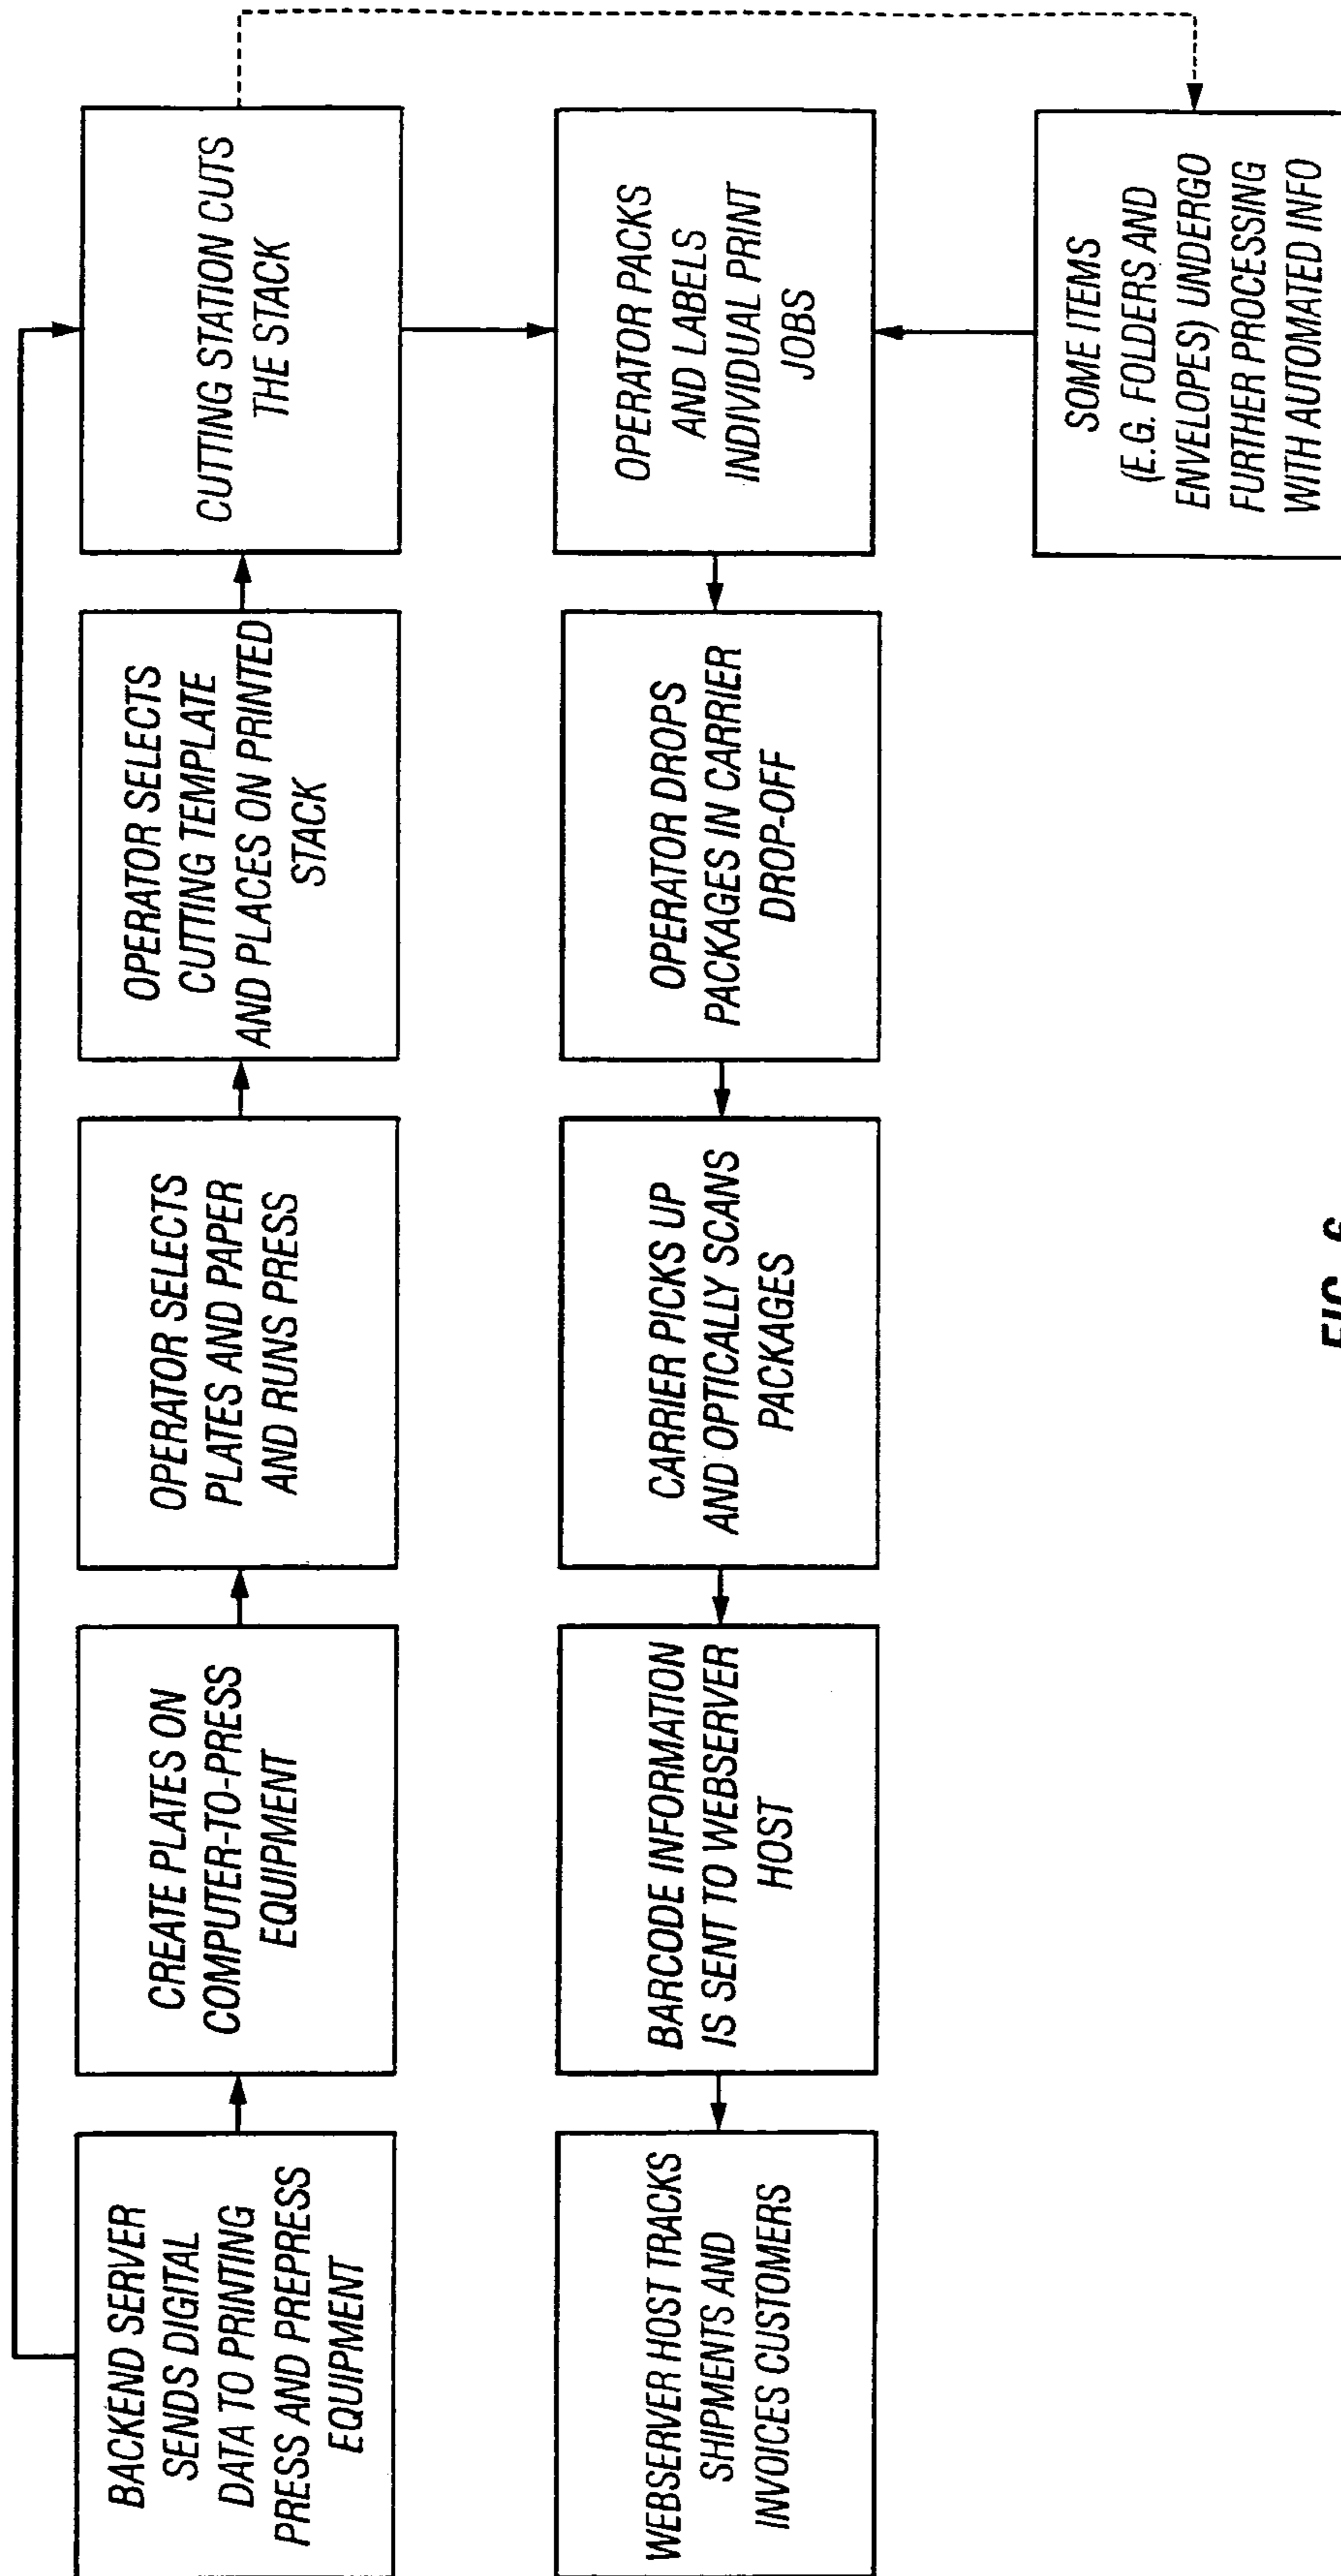 BACKEND SERVER
SENDS DIGITAL
DATA TO PRINTING
PRESS AND PREPRESS
EQUIPMENT
CREATE PLATES ON
COMPUTER-TO-PRESS
EQUIPMENT
OPERATOR SELECTS
PLATES AND PAPER
AND RUNS PRESS
OPERATOR SELECTS
CUTTING TEMPLATE
AND PLACES ON PRINTED
STACK
CUTTING STATION CUTS
THE STACK
WEBSERVER HOST TRACKS
SHIPMENTS AND
INVOICES CUSTOMERS
BARCODE INFORMATION
IS SENT TO WEBSERVER
HOST
CARRIER PICKS UP
AND OPTICALLY SCANS
PACKAGES
OPERATOR DROPS
PACKAGES IN CARRIER
DROP-OFF
OPERATOR PACKS
AND LABELS
INDIVIDUAL PRINT
JOBS
SOME ITEMS
(E.G. FOLDERS AND
ENVELOPES) UNDERGO
FURTHER PROCESSING
WITH AUTOMATED INFO
FIG. 6